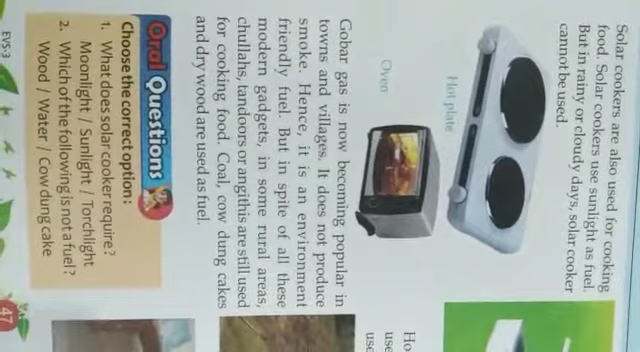 Solar cookers are also used for cooking
food. Solar cookers use sunlight as fuel.
But in rainy or cloudy days, solar cooker
cannot be used.
Hot plate
Oven
Gobar gas is now becoming popular in
towns and villages. It does not produce
smoke. Hence, it is an environment
friendly fuel. But in spite of all these
modern gadgets, in some rural areas,
chullahs, tandoors or angithis are still used
for cooking food. Coal, cow dung cakes
and dry wood are used as fuel.
Oral Questions
Choose the correct option:
1. What does solar cooker require?
Moonlight / Sunlight / Torchlight
2. Which of the following is not a fuel?
Wood / Water / Cow dung cake
EVS-3
47
Ho
use
use